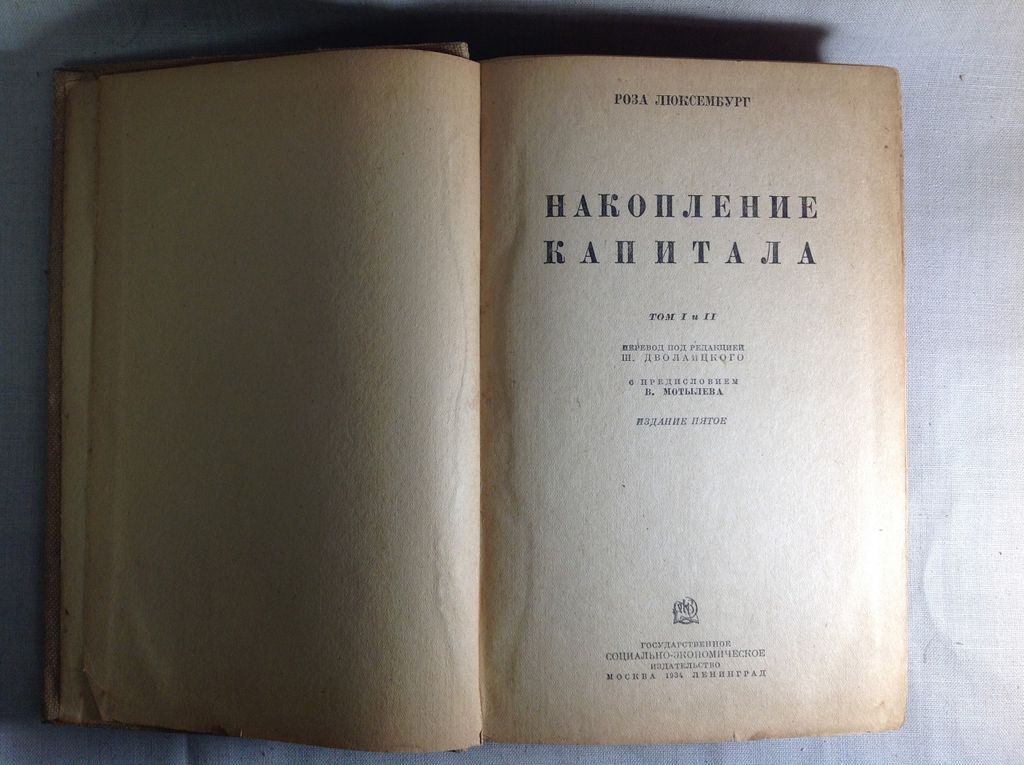 РОЗА ЛЮКСЕМБУРГ
НАКОПЛЕНИЕ
КАПИТАЛА
ТОМ I и II
ПЕРЕВОД ПОД РЕДАКЦИЕЙ
Ш. ДВОЛАЙЦКОГО
С ПРЕДИСЛОВИЕМ
В. МОТЫЛЕВА
ИЗДАНИЕ ПЯТОЕ
ГОСУДАРСТВЕННОЕ
СОЦИАЛЬНО-ЭКОНОМИЧЕСКОЕ
ИЗДАТЕЛЬСТВО
МОСКВА 1934 ЛЕНИНГРАД